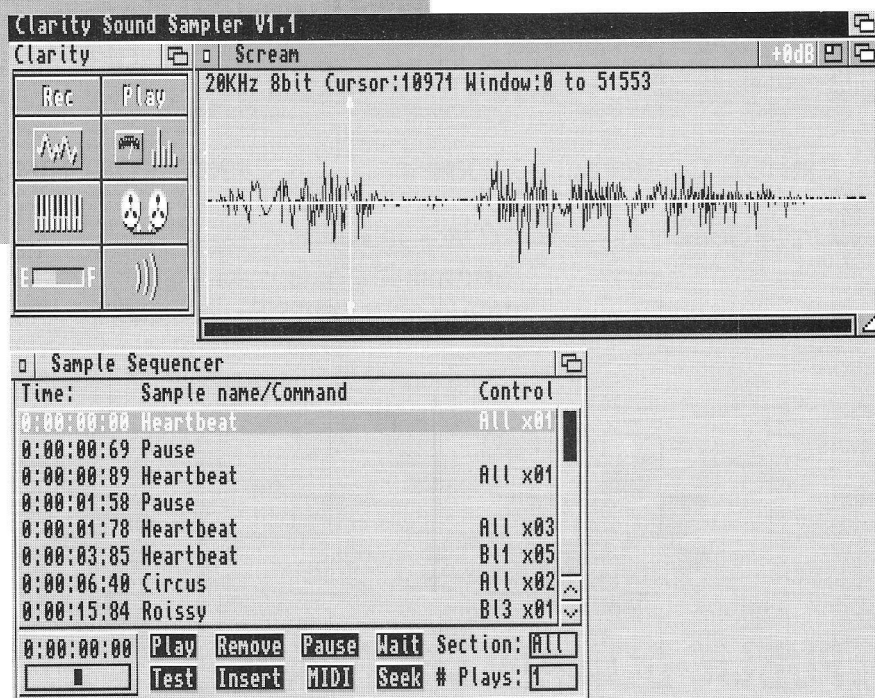 Clarity Sound Sampler V1.1
Clarity
Scream
+0dB
Rec Play
20KHz 8bit Cursor:10971 Window:0 to 51553
E F
Sample Sequencer
Time: Sample name/Command Control
0:00:00:00 Heartbeat All x01
0:00:00:69 Pause
0:00:00:89 Heartbeat All x01
0:00:01:58 Pause
0:00:01:78 Heartbeat All x03
0:00:03:85 Heartbeat Bl1 x05
0:00:06:40 Circus All x02
0:00:15:84 Roissy Bl3 x01
0:00:00:00 Play Remove Pause Wait Section: All
Test Insert MIDI Seek # Plays: 1